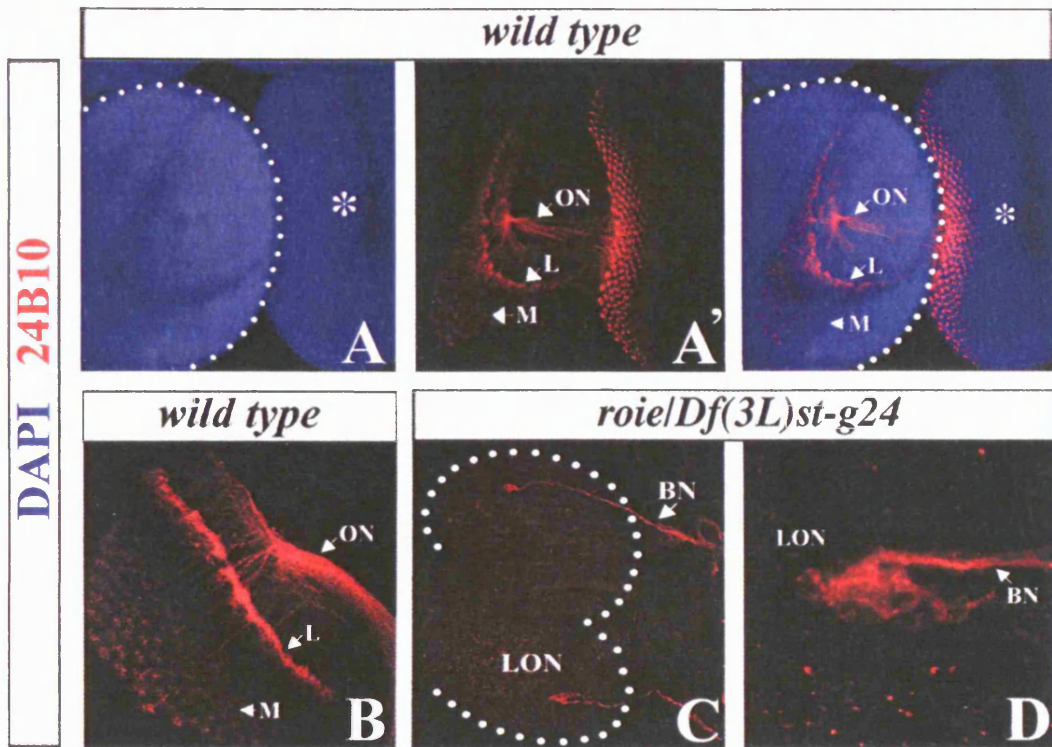 wild type
DAPI 24B10
*
A
ON
L
M
A’
ON
*
L
M
wild type
roie/Df(3L)st-g24
ON
L
M
B
BN
LON
C
LON
BN
D